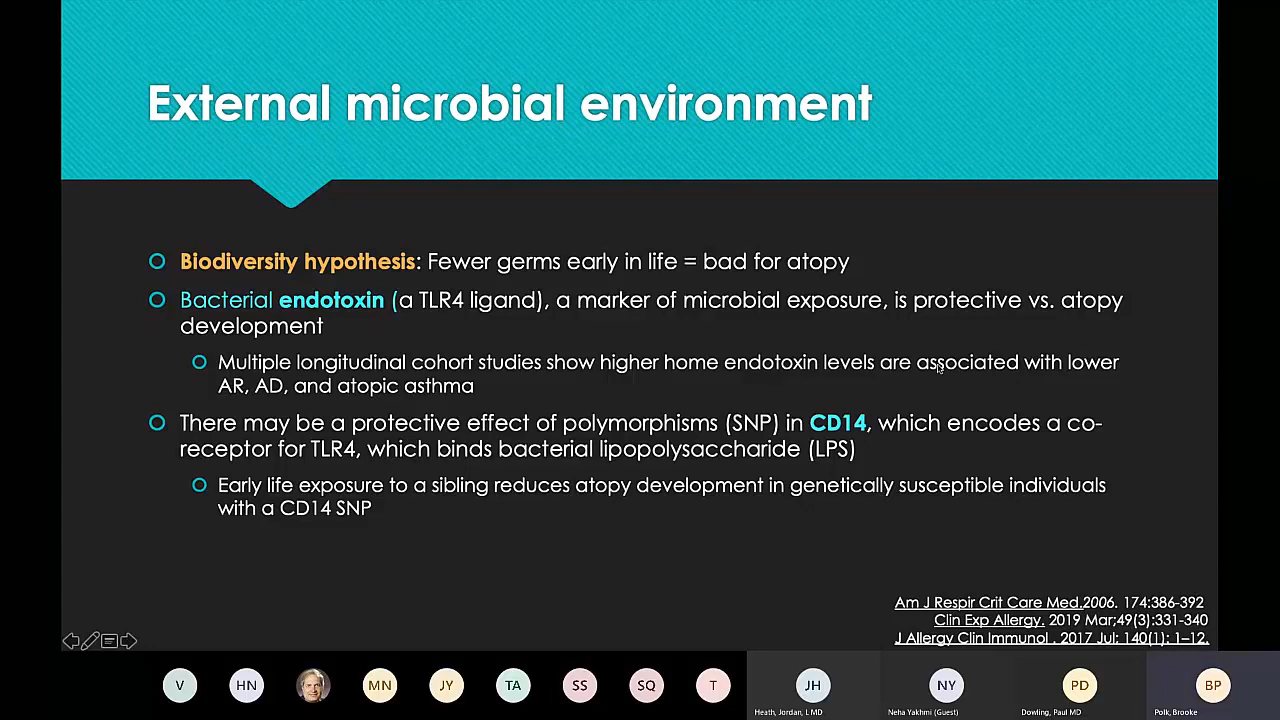 External microbial environment
Biodiversity hypothesis: Fewer germs early in life = bad for atopy
Bacterial endotoxin (a TLR4 ligand), a marker of microbial exposure, is protective vs. atopy
development
Multiple longitudinal cohort studies show higher home endotoxin levels are associated with lower
AR, AD, and atopic asthma
There may be a protective effect of polymorphisms (SNP) in CD14, which encodes a co-
receptor for TLR4, which binds bacterial lipopolysaccharide (LPS)
Early life exposure to a sibling reduces atopy development in genetically susceptible individuals
with a CD14 SNP
Am J Respir Crit Care Med.2006. 174:386-392
Clin Exp Allergy. 2019 Mar;49(3):331-340
J Allergy Clin Immunol . 2017 Jul; 140(1): 1–12.
V HN MN JY TA SS SQ T JH NY PD BP
Heath, Jordan, L MD Neha Yakhmi (Guest) Dowling, Paul MD Polk, Brooke